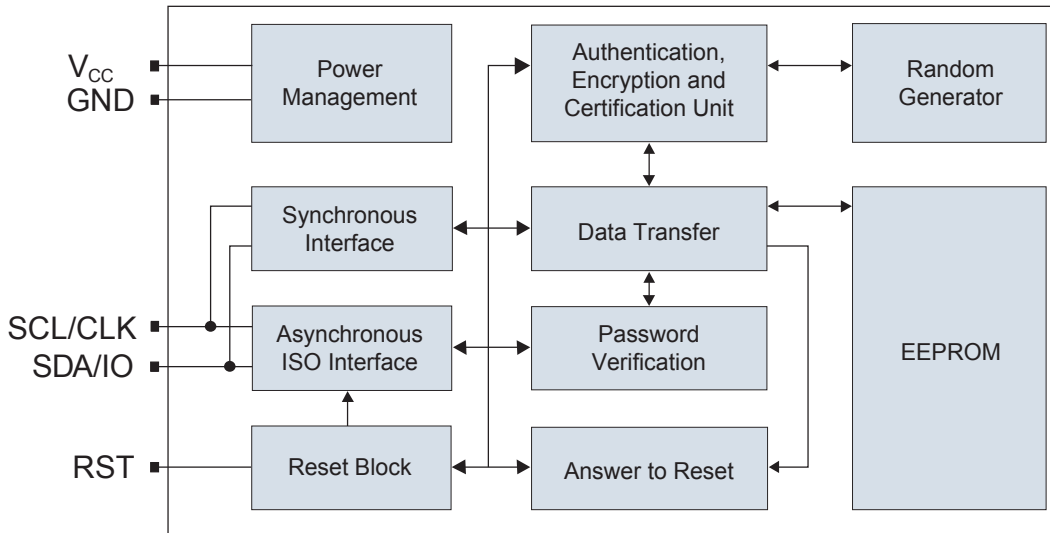 V_CC
GND
Power
Management
Authentication,
Encryption and
Certification Unit
Random
Generator
Synchronous
Interface
Data Transfer
EEPROM
SCL/CLK
SDA/IO
Asynchronous
ISO Interface
Password
Verification
RST
Reset Block
Answer to Reset